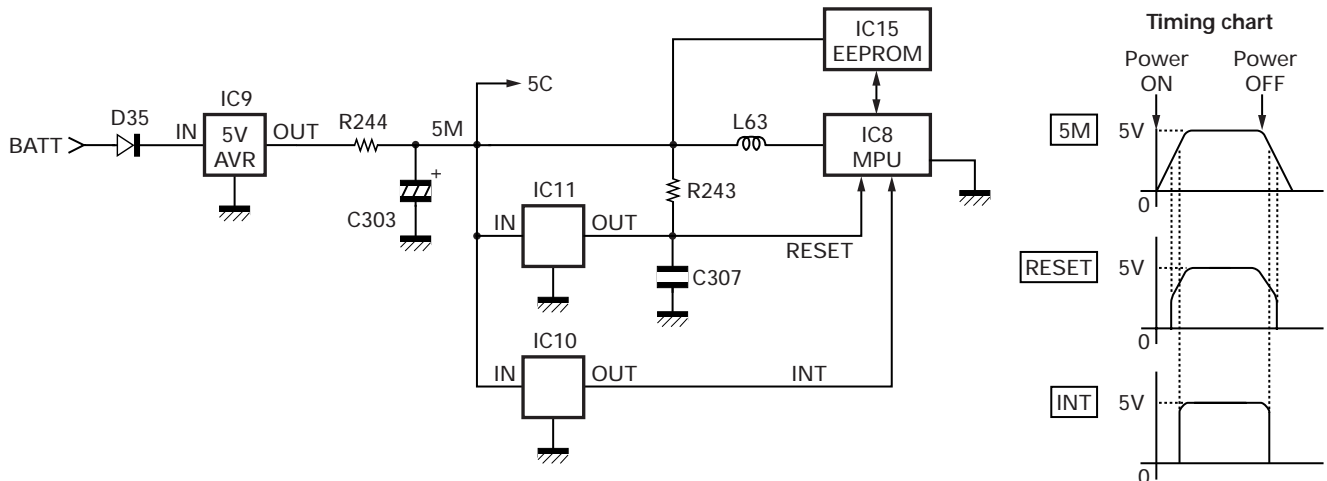 BATT
D35
IN
IC9
5V
AVR
OUT
R244
5M
+
C303
5C
IC15
EEPROM
L63
IC8
MPU
R243
IC11
IN
OUT
RESET
C307
IC10
IN
OUT
INT
Timing chart
Power
ON
Power
OFF
5M
5V
0
RESET
5V
0
INT
5V
0